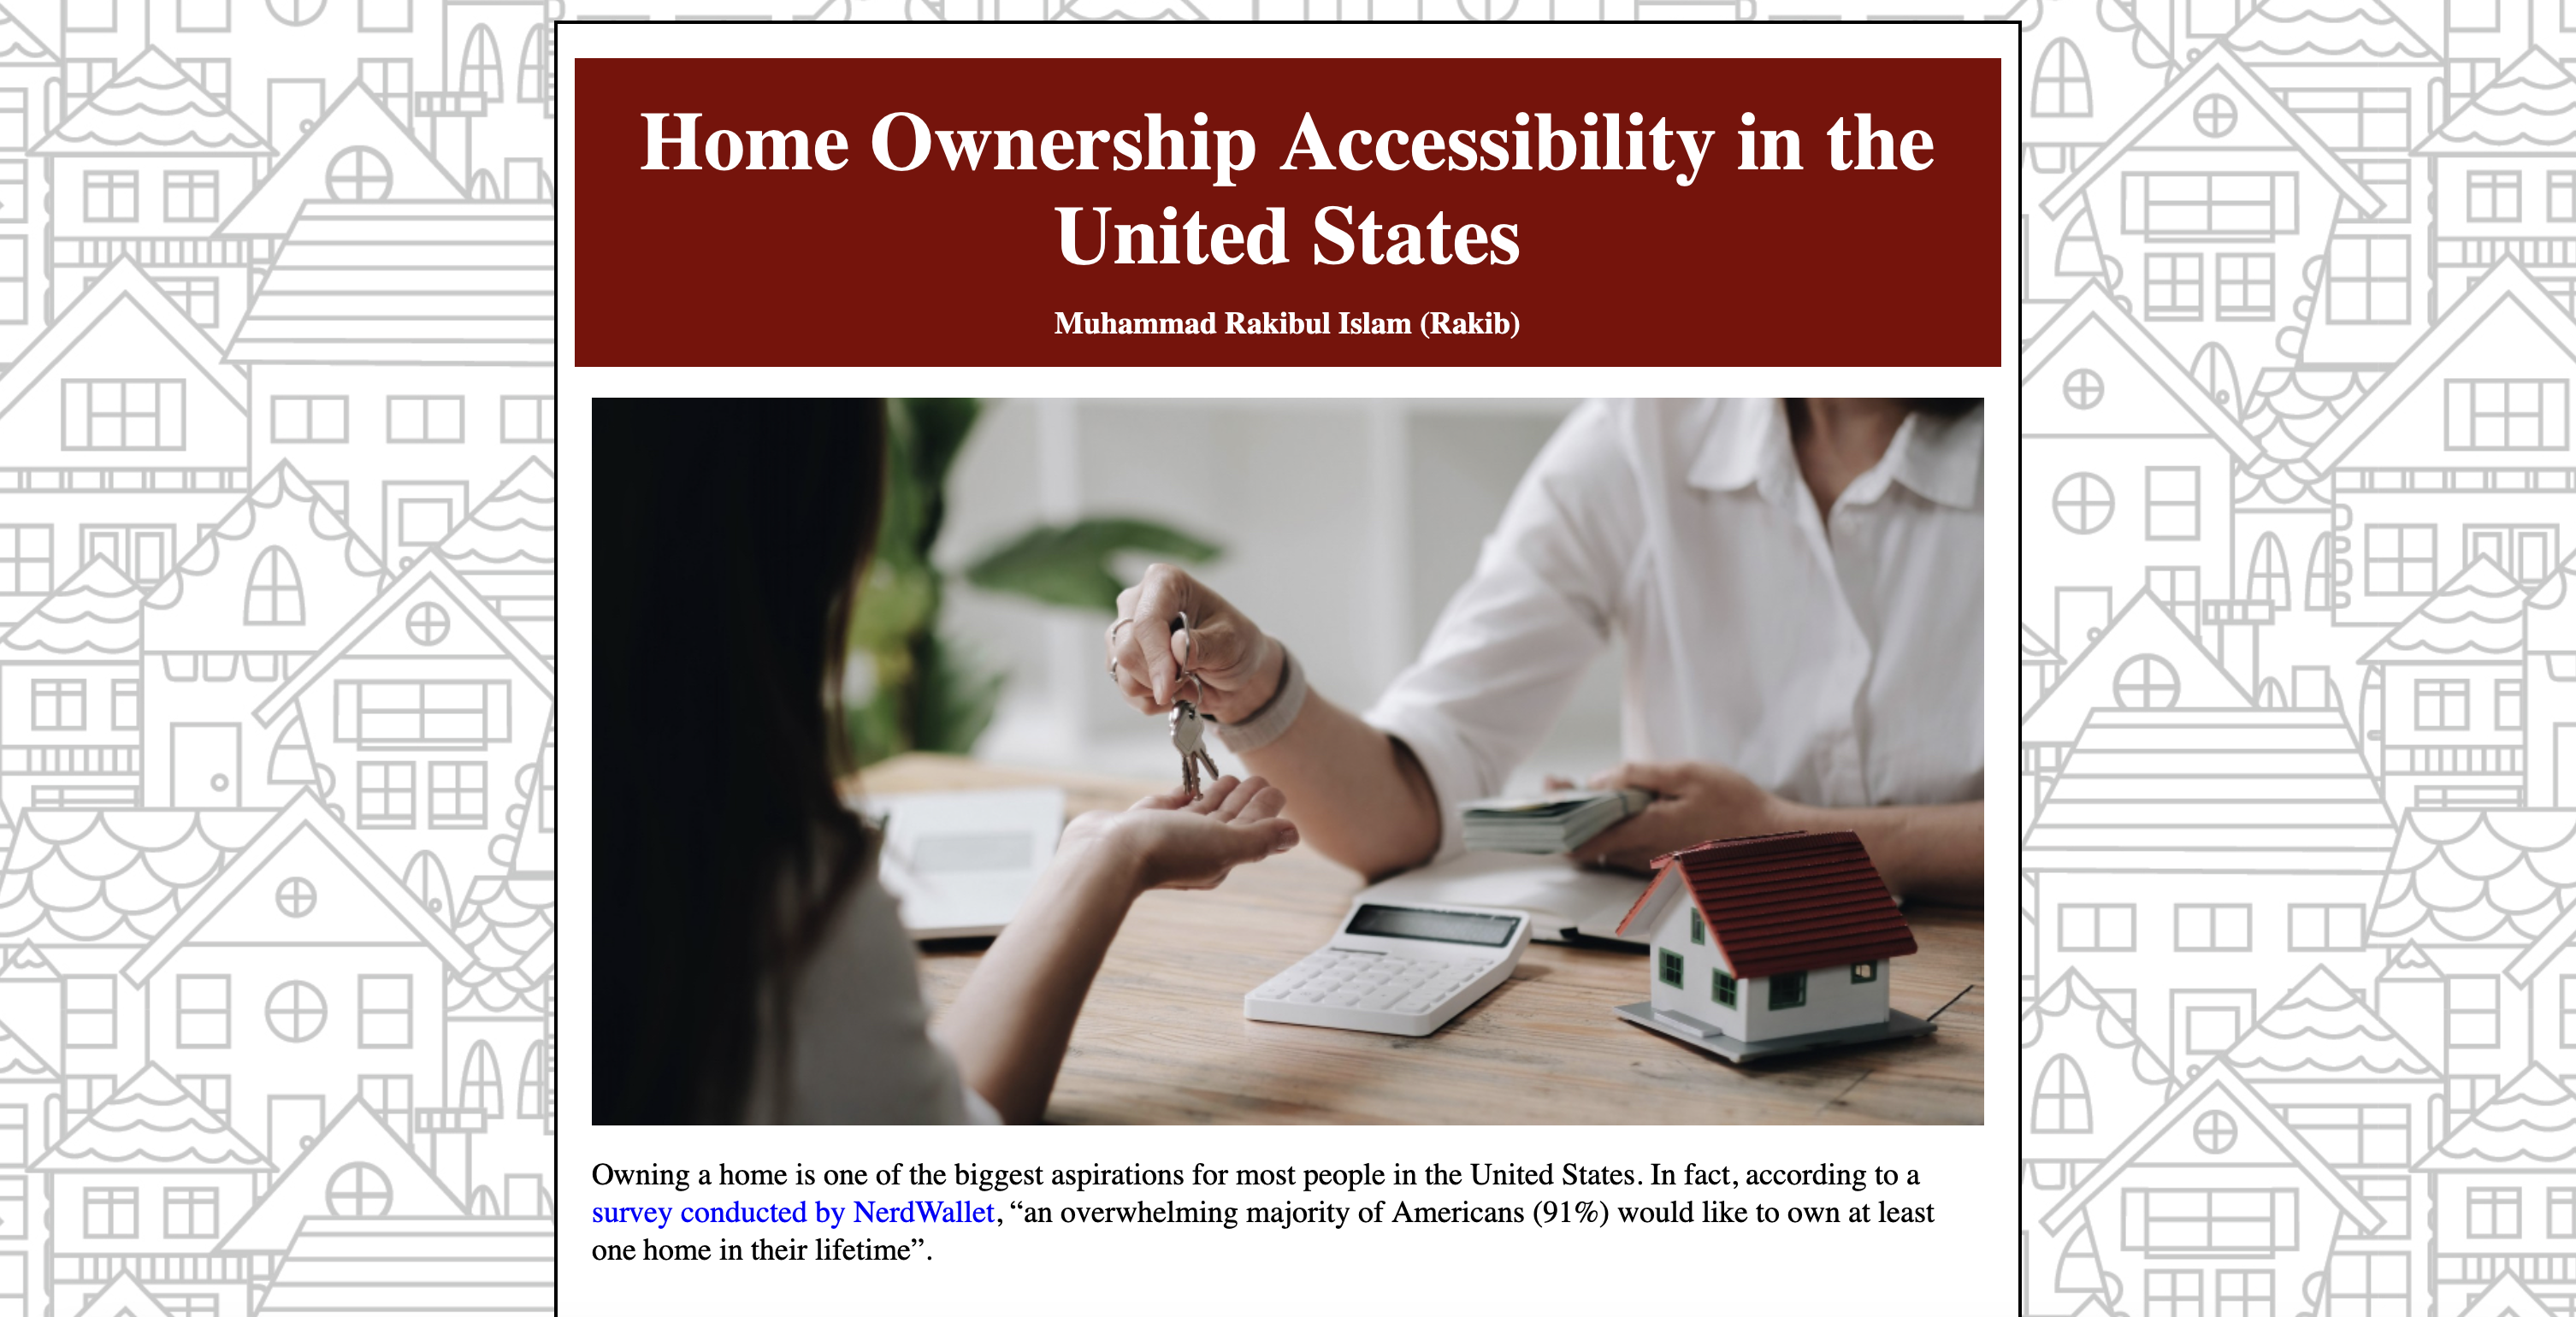 Home Ownership Accessibility in the
United States
Muhammad Rakibul Islam (Rakib)
Owning a home is one of the biggest aspirations for most people in the United States. In fact, according to a
survey conducted by NerdWallet, “an overwhelming majority of Americans (91%) would like to own at least
one home in their lifetime”.